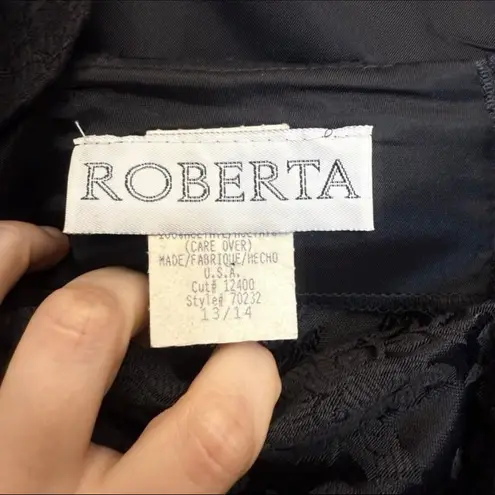 ROBERTA
(CARE OVER)
MADE/FABRIQUE/HECHO
U.S.A.
Cut# 12400
Style# 70232
13/14